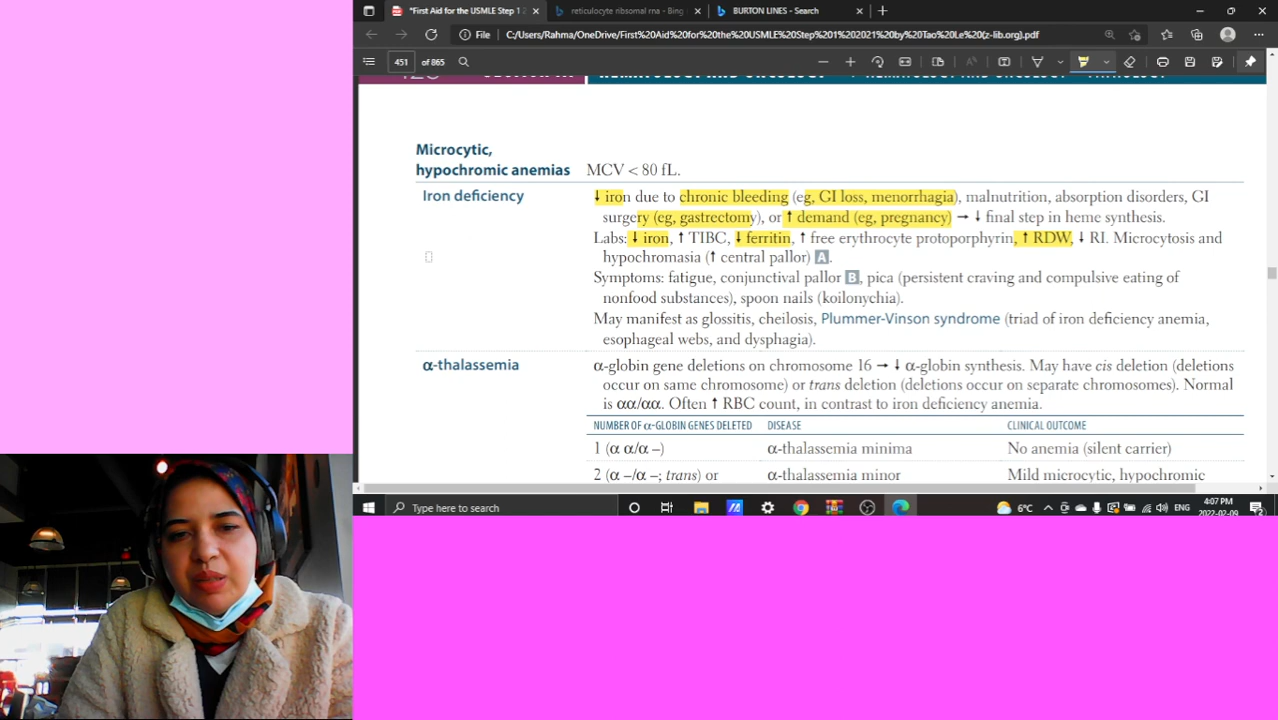 *First Aid for the USMLE Step 1 2
reticulocyte ribsomal rna - Bing
BURTON LINES - Search
File
C:/Users/Rahma/OneDrive/First%20Aid%20for%20the%20USMLE%20Step%201%202021%20by%20Tao%20Le%20(z-lib.org).pdf
451 of 865
Microcytic,
hypochromic anemias
MCV < 80 fL.
Iron deficiency
↓ iron due to chronic bleeding (eg, GI loss, menorrhagia), malnutrition, absorption disorders, GI
surgery (eg, gastrectomy), or ↑ demand (eg, pregnancy) → ↓ final step in heme synthesis.
Labs: ↓ iron, ↑ TIBC, ↓ ferritin, ↑ free erythrocyte protoporphyrin, ↑ RDW, ↓ RI. Microcytosis and
hypochromasia (↑ central pallor) A.
Symptoms: fatigue, conjunctival pallor B, pica (persistent craving and compulsive eating of
nonfood substances), spoon nails (koilonychia).
May manifest as glossitis, cheilosis, Plummer-Vinson syndrome (triad of iron deficiency anemia,
esophageal webs, and dysphagia).
α-thalassemia
α-globin gene deletions on chromosome 16 → ↓ α-globin synthesis. May have cis deletion (deletions
occur on same chromosome) or trans deletion (deletions occur on separate chromosomes). Normal
is αα/αα. Often ↑ RBC count, in contrast to iron deficiency anemia.
NUMBER OF α-GLOBIN GENES DELETED DISEASE CLINICAL OUTCOME
1 (α α/α –) α-thalassemia minima No anemia (silent carrier)
2 (α –/α –; trans) or α-thalassemia minor Mild microcytic, hypochromic
Type here to search
6°C
ENG
4:07 PM
2022-02-09